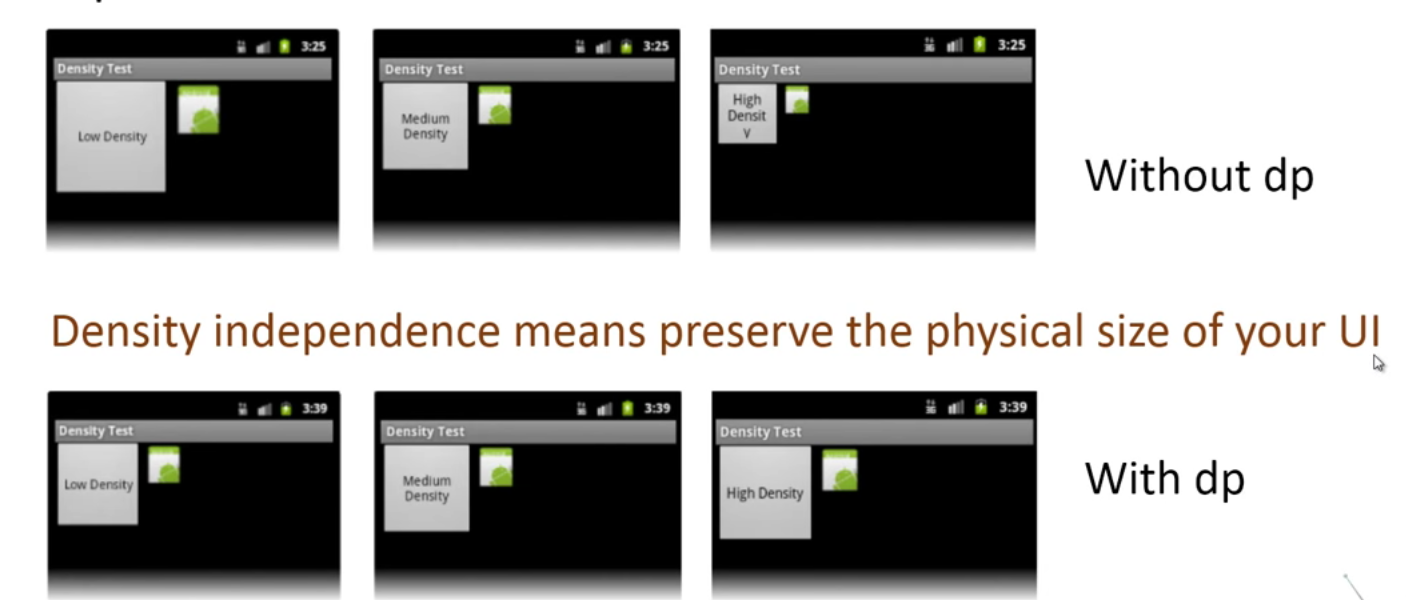 3:25
3:25
3:25
Density Test
Density Test
Density Test
Low Density
Medium
Density
High
Densit
y
Without dp
Density independence means preserve the physical size of your UI
3:39
3:39
3:39
Density Test
Density Test
Density Test
Low Density
Medium
Density
High Density
With dp